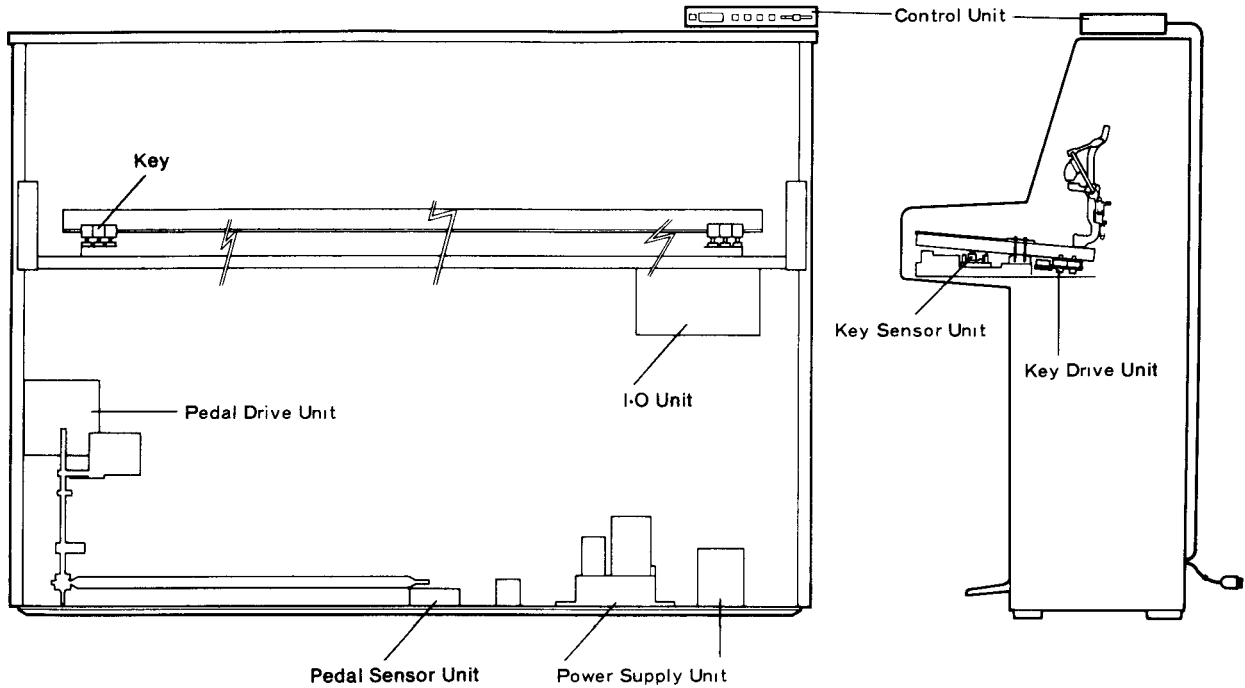 Control Unit
Key
Key Sensor Unit
Key Drive Unit
I·O Unit
Pedal Drive Unit
Pedal Sensor Unit
Power Supply Unit